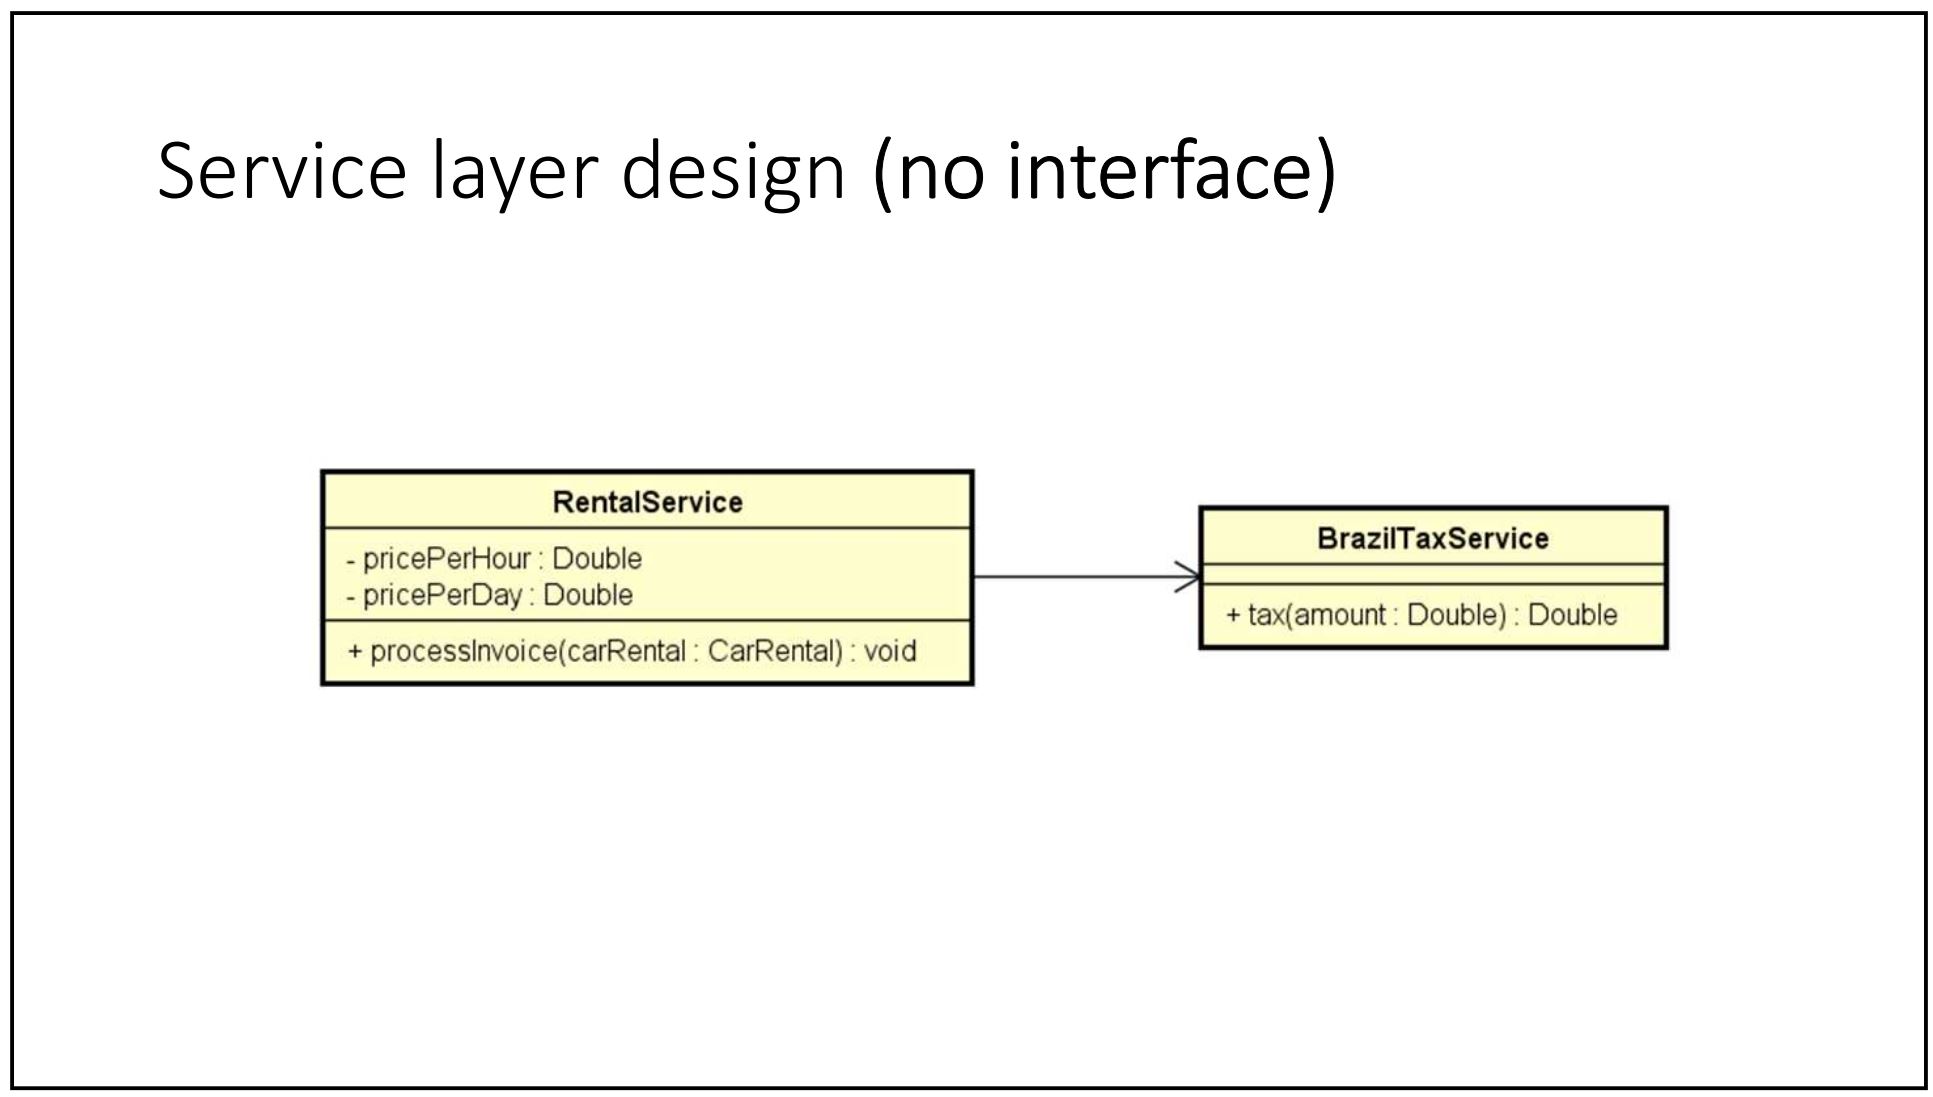 Service layer design (no interface)
RentalService
- pricePerHour : Double
- pricePerDay : Double
+ processInvoice(carRental : CarRental) : void
BrazilTaxService
+ tax(amount : Double) : Double